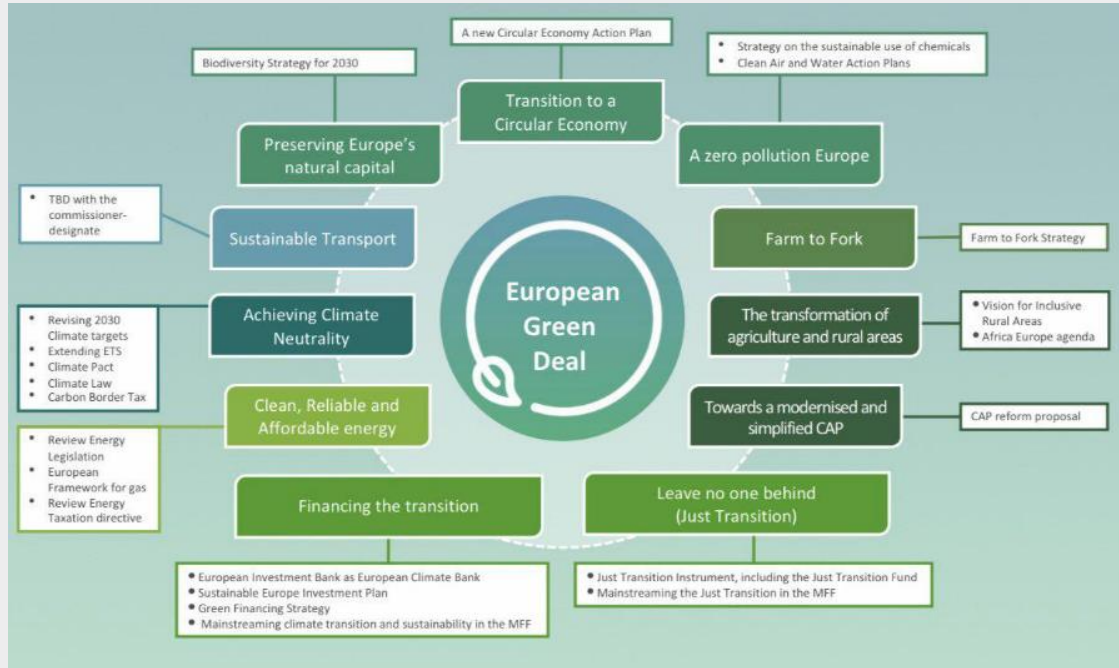 A new Circular Economy Action Plan
Biodiversity Strategy for 2030
• Strategy on the sustainable use of chemicals
• Clean Air and Water Action Plans
Transition to a
Circular Economy
Preserving Europe's
natural capital
A zero pollution Europe
• TBD with the
commissioner-
designate
Sustainable Transport
Farm to Fork
Farm to Fork Strategy
European
Green
Deal
• Revising 2030
Climate targets
• Extending ETS
• Climate Pact
• Climate Law
• Carbon Border Tax
Achieving Climate
Neutrality
The transformation of
agriculture and rural areas
• Vision for Inclusive
Rural Areas
• Africa Europe agenda
Clean, Reliable and
Affordable energy
Towards a modernised and
simplified CAP
CAP reform proposal
• Review Energy
Legislation
• European
Framework for gas
• Review Energy
Taxation directive
Financing the transition
Leave no one behind
(Just Transition)
• European Investment Bank as European Climate Bank
• Sustainable Europe Investment Plan
• Green Financing Strategy
• Mainstreaming climate transition and sustainability in the MFF
• Just Transition Instrument, including the Just Transition Fund
• Mainstreaming the Just Transition in the MFF